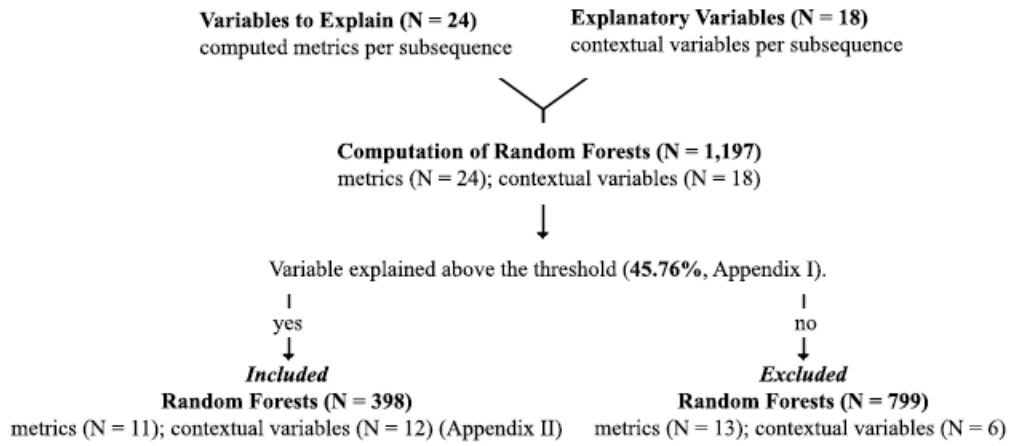 Variables to Explain (N = 24)
computed metrics per subsequence
Explanatory Variables (N = 18)
contextual variables per subsequence
Computation of Random Forests (N = 1,197)
metrics (N = 24); contextual variables (N = 18)
Variable explained above the threshold (45.76%, Appendix I).
yes
no
Included
Random Forests (N = 398)
metrics (N = 11); contextual variables (N = 12) (Appendix II)
Excluded
Random Forests (N = 799)
metrics (N = 13); contextual variables (N = 6)